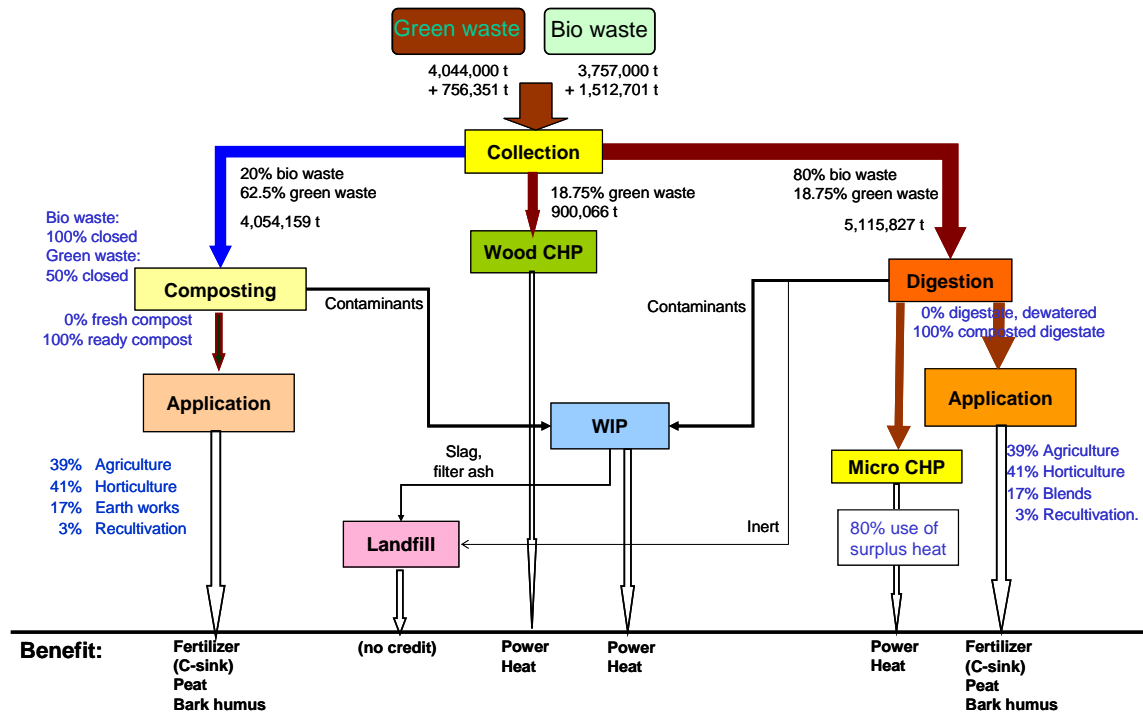 Green waste
Bio waste
4,044,000 t
+ 756,351 t
3,757,000 t
+ 1,512,701 t
Collection
20% bio waste
62.5% green waste
4,054,159 t
18.75% green waste
900,066 t
80% bio waste
18.75% green waste
5,115,827 t
Bio waste:
100% closed
Green waste:
50% closed
Wood CHP
Composting
Digestion
Contaminants
Contaminants
0% fresh compost
100% ready compost
0% digestate, dewatered
100% composted digestate
Application
WIP
Application
Slag,
filter ash
39% Agriculture
41% Horticulture
17% Earth works
3% Recultivation
Micro CHP
39% Agriculture
41% Horticulture
17% Blends
3% Recultivation.
Landfill
Inert
80% use of
surplus heat
Benefit:
Fertilizer
(C-sink)
Peat
Bark humus
(no credit)
Power
Heat
Power
Heat
Power
Heat
Fertilizer
(C-sink)
Peat
Bark humus